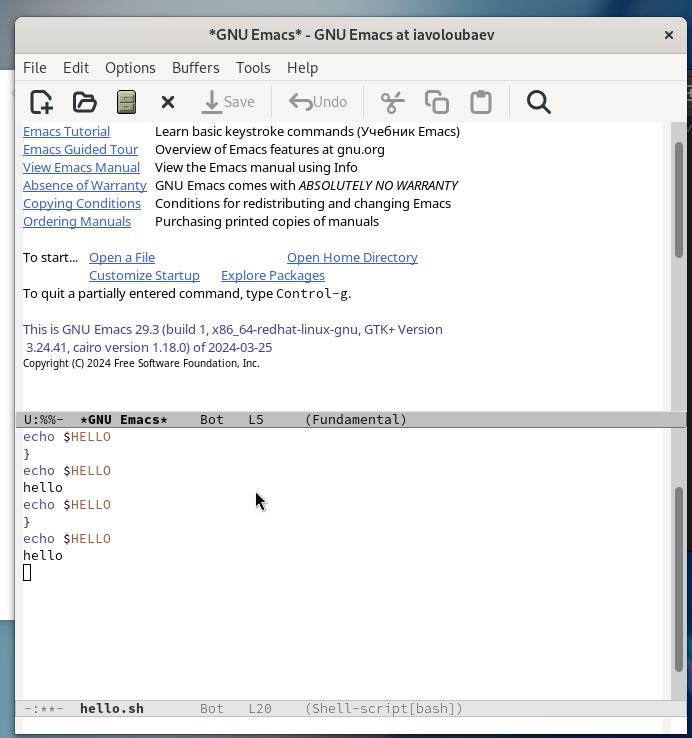 *GNU Emacs* - GNU Emacs at iavoloubaev
File Edit Options Buffers Tools Help
Save Undo
Emacs Tutorial Learn basic keystroke commands (Учебник Emacs)
Emacs Guided Tour Overview of Emacs features at gnu.org
View Emacs Manual View the Emacs manual using Info
Absence of Warranty GNU Emacs comes with ABSOLUTELY NO WARRANTY
Copying Conditions Conditions for redistributing and changing Emacs
Ordering Manuals Purchasing printed copies of manuals
To start... Open a File Open Home Directory
Customize Startup Explore Packages
To quit a partially entered command, type Control-g.
This is GNU Emacs 29.3 (build 1, x86_64-redhat-linux-gnu, GTK+ Version
3.24.41, cairo version 1.18.0) of 2024-03-25
Copyright (C) 2024 Free Software Foundation, Inc.
U:%%- *GNU Emacs* Bot L5 (Fundamental)
echo $HELLO
}
echo $HELLO
hello
echo $HELLO
}
echo $HELLO
hello
-:**- hello.sh Bot L20 (Shell-script[bash])